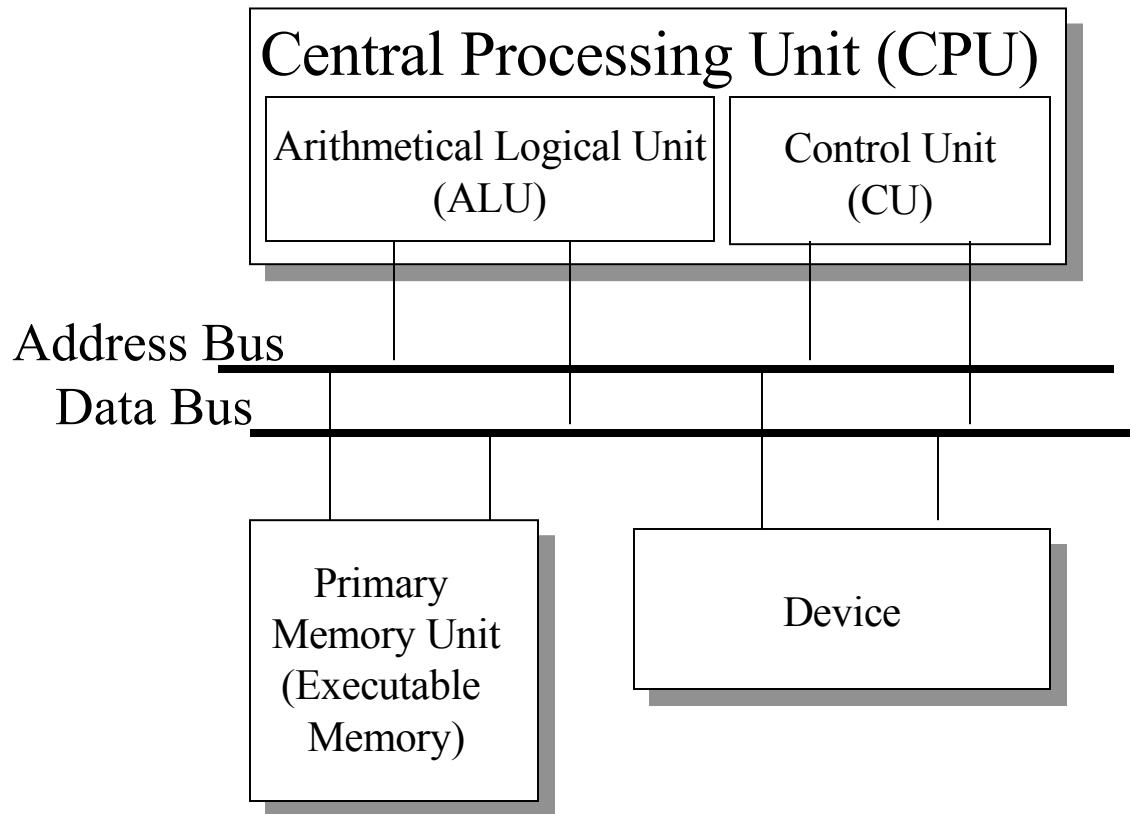 Central Processing Unit (CPU)
Arithmetical Logical Unit
(ALU)
Control Unit
(CU)
Address Bus
Data Bus
Primary
Memory Unit
(Executable
Memory)
Device